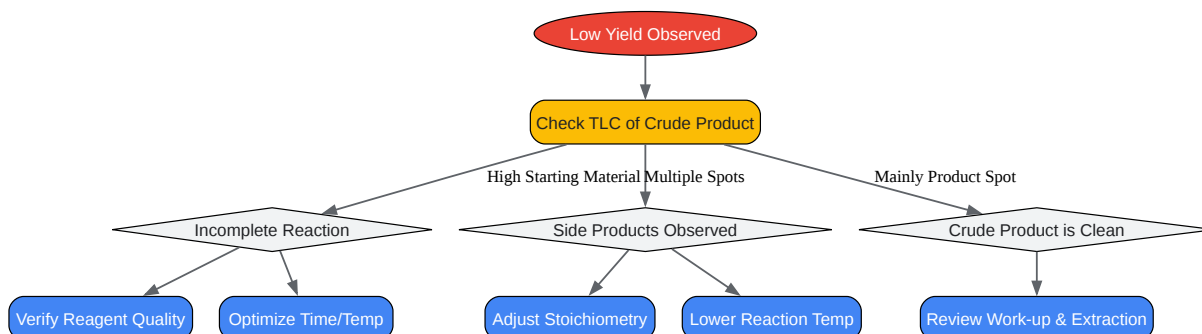 Low Yield Observed
Check TLC of Crude Product
High Starting Material
Multiple Spots
Mainly Product Spot
Incomplete Reaction
Side Products Observed
Crude Product is Clean
Verify Reagent Quality
Optimize Time/Temp
Adjust Stoichiometry
Lower Reaction Temp
Review Work-up & Extraction